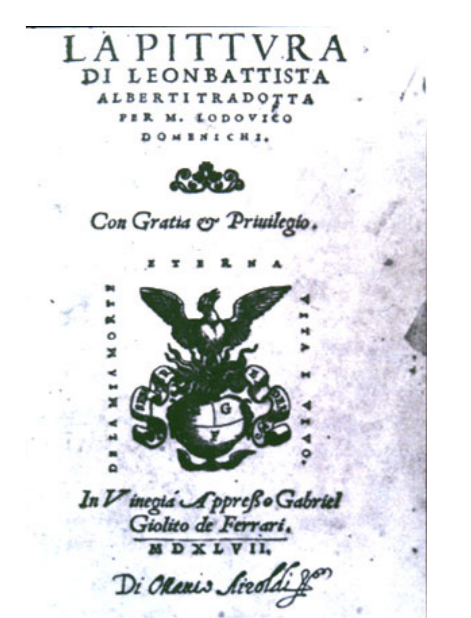 LA PITTVRA
DI LEONBATTISTA
ALBERTI TRADOTTA
PER M. LODOVICO
DOMENICHI.
Con Gratia & Priuilegio.
ETERNA
DE LA MIA MORTE
VITA I VIVO.
G
F
In Vinegia Appresso Gabriel
Giolito de Ferrari.
MDXLVII.
Di